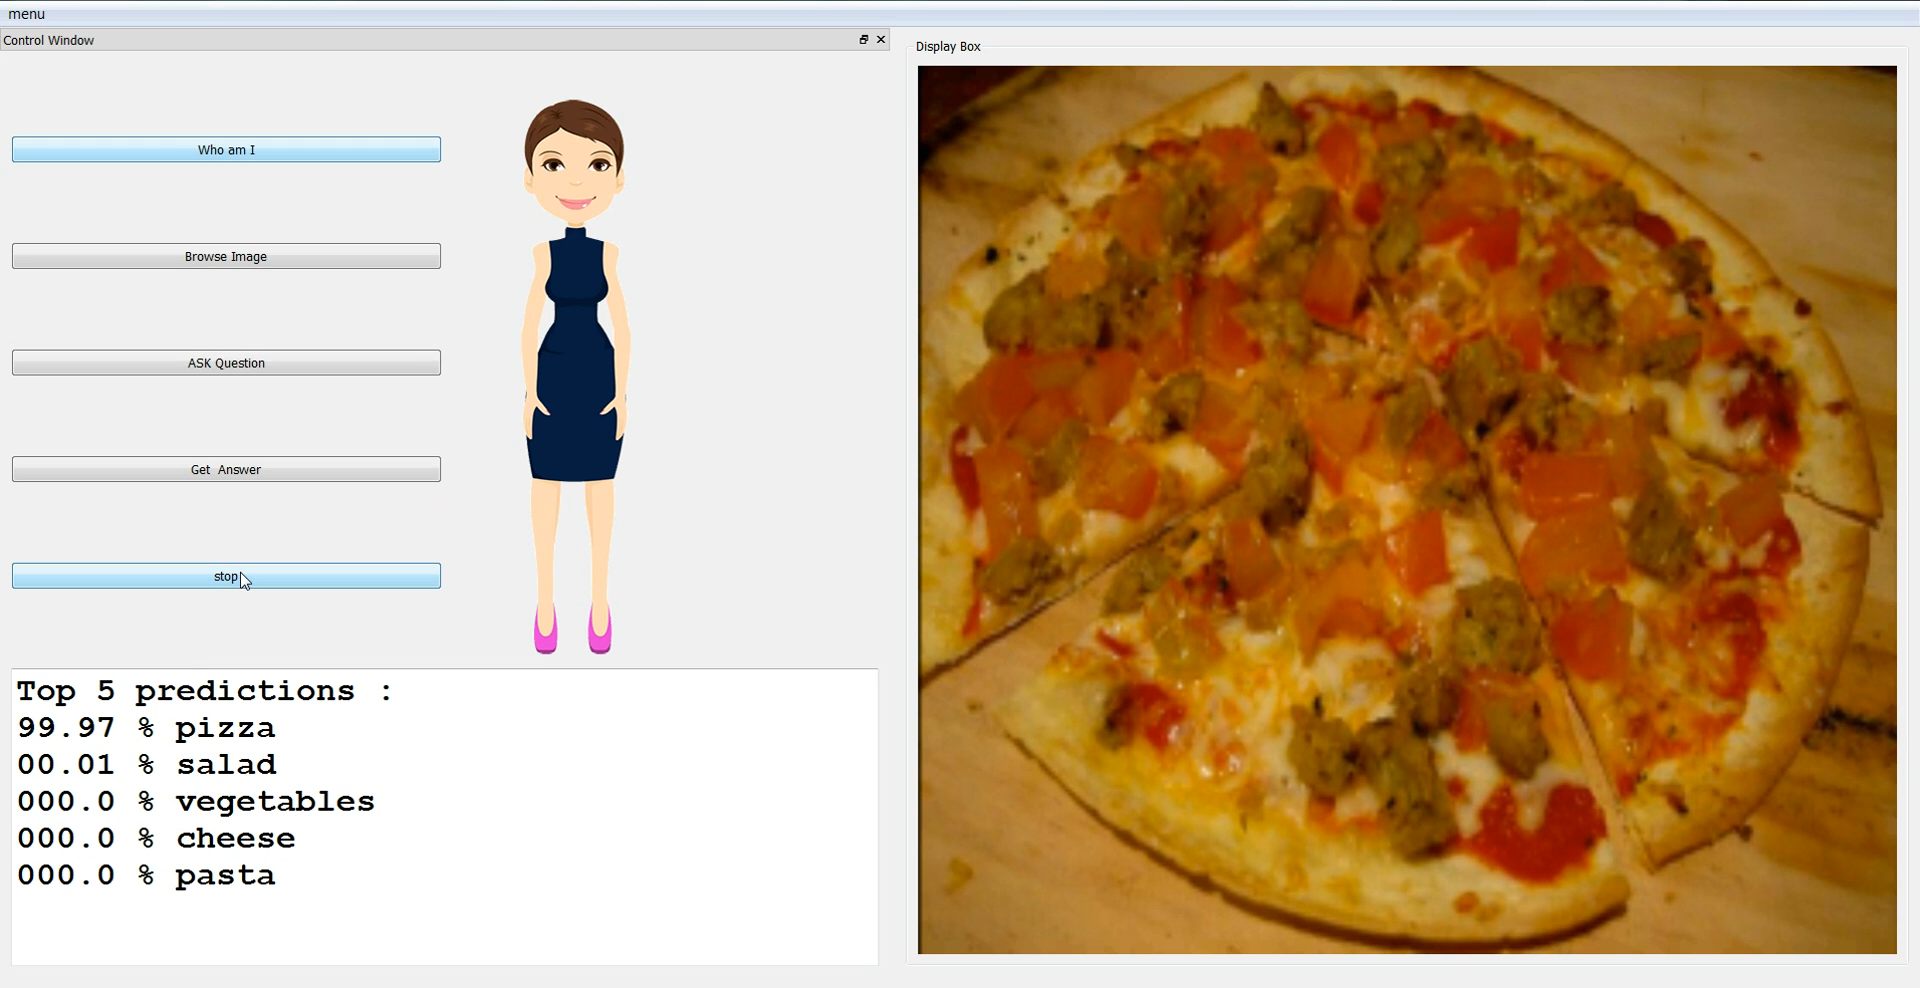 menu
Control Window
Display Box
Who am I
Browse Image
ASK Question
Get  Answer
stop
Top 5 predictions :
99.97 % pizza
00.01 % salad
000.0 % vegetables
000.0 % cheese
000.0 % pasta